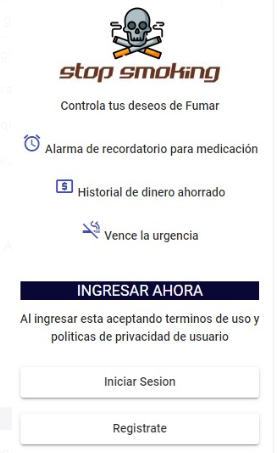 stop smoking
Controla tus deseos de Fumar
Alarma de recordatorio para medicación
Historial de dinero ahorrado
Vence la urgencia
INGRESAR AHORA
Al ingresar esta aceptando terminos de uso y
politicas de privacidad de usuario
Iniciar Sesion
Registrate